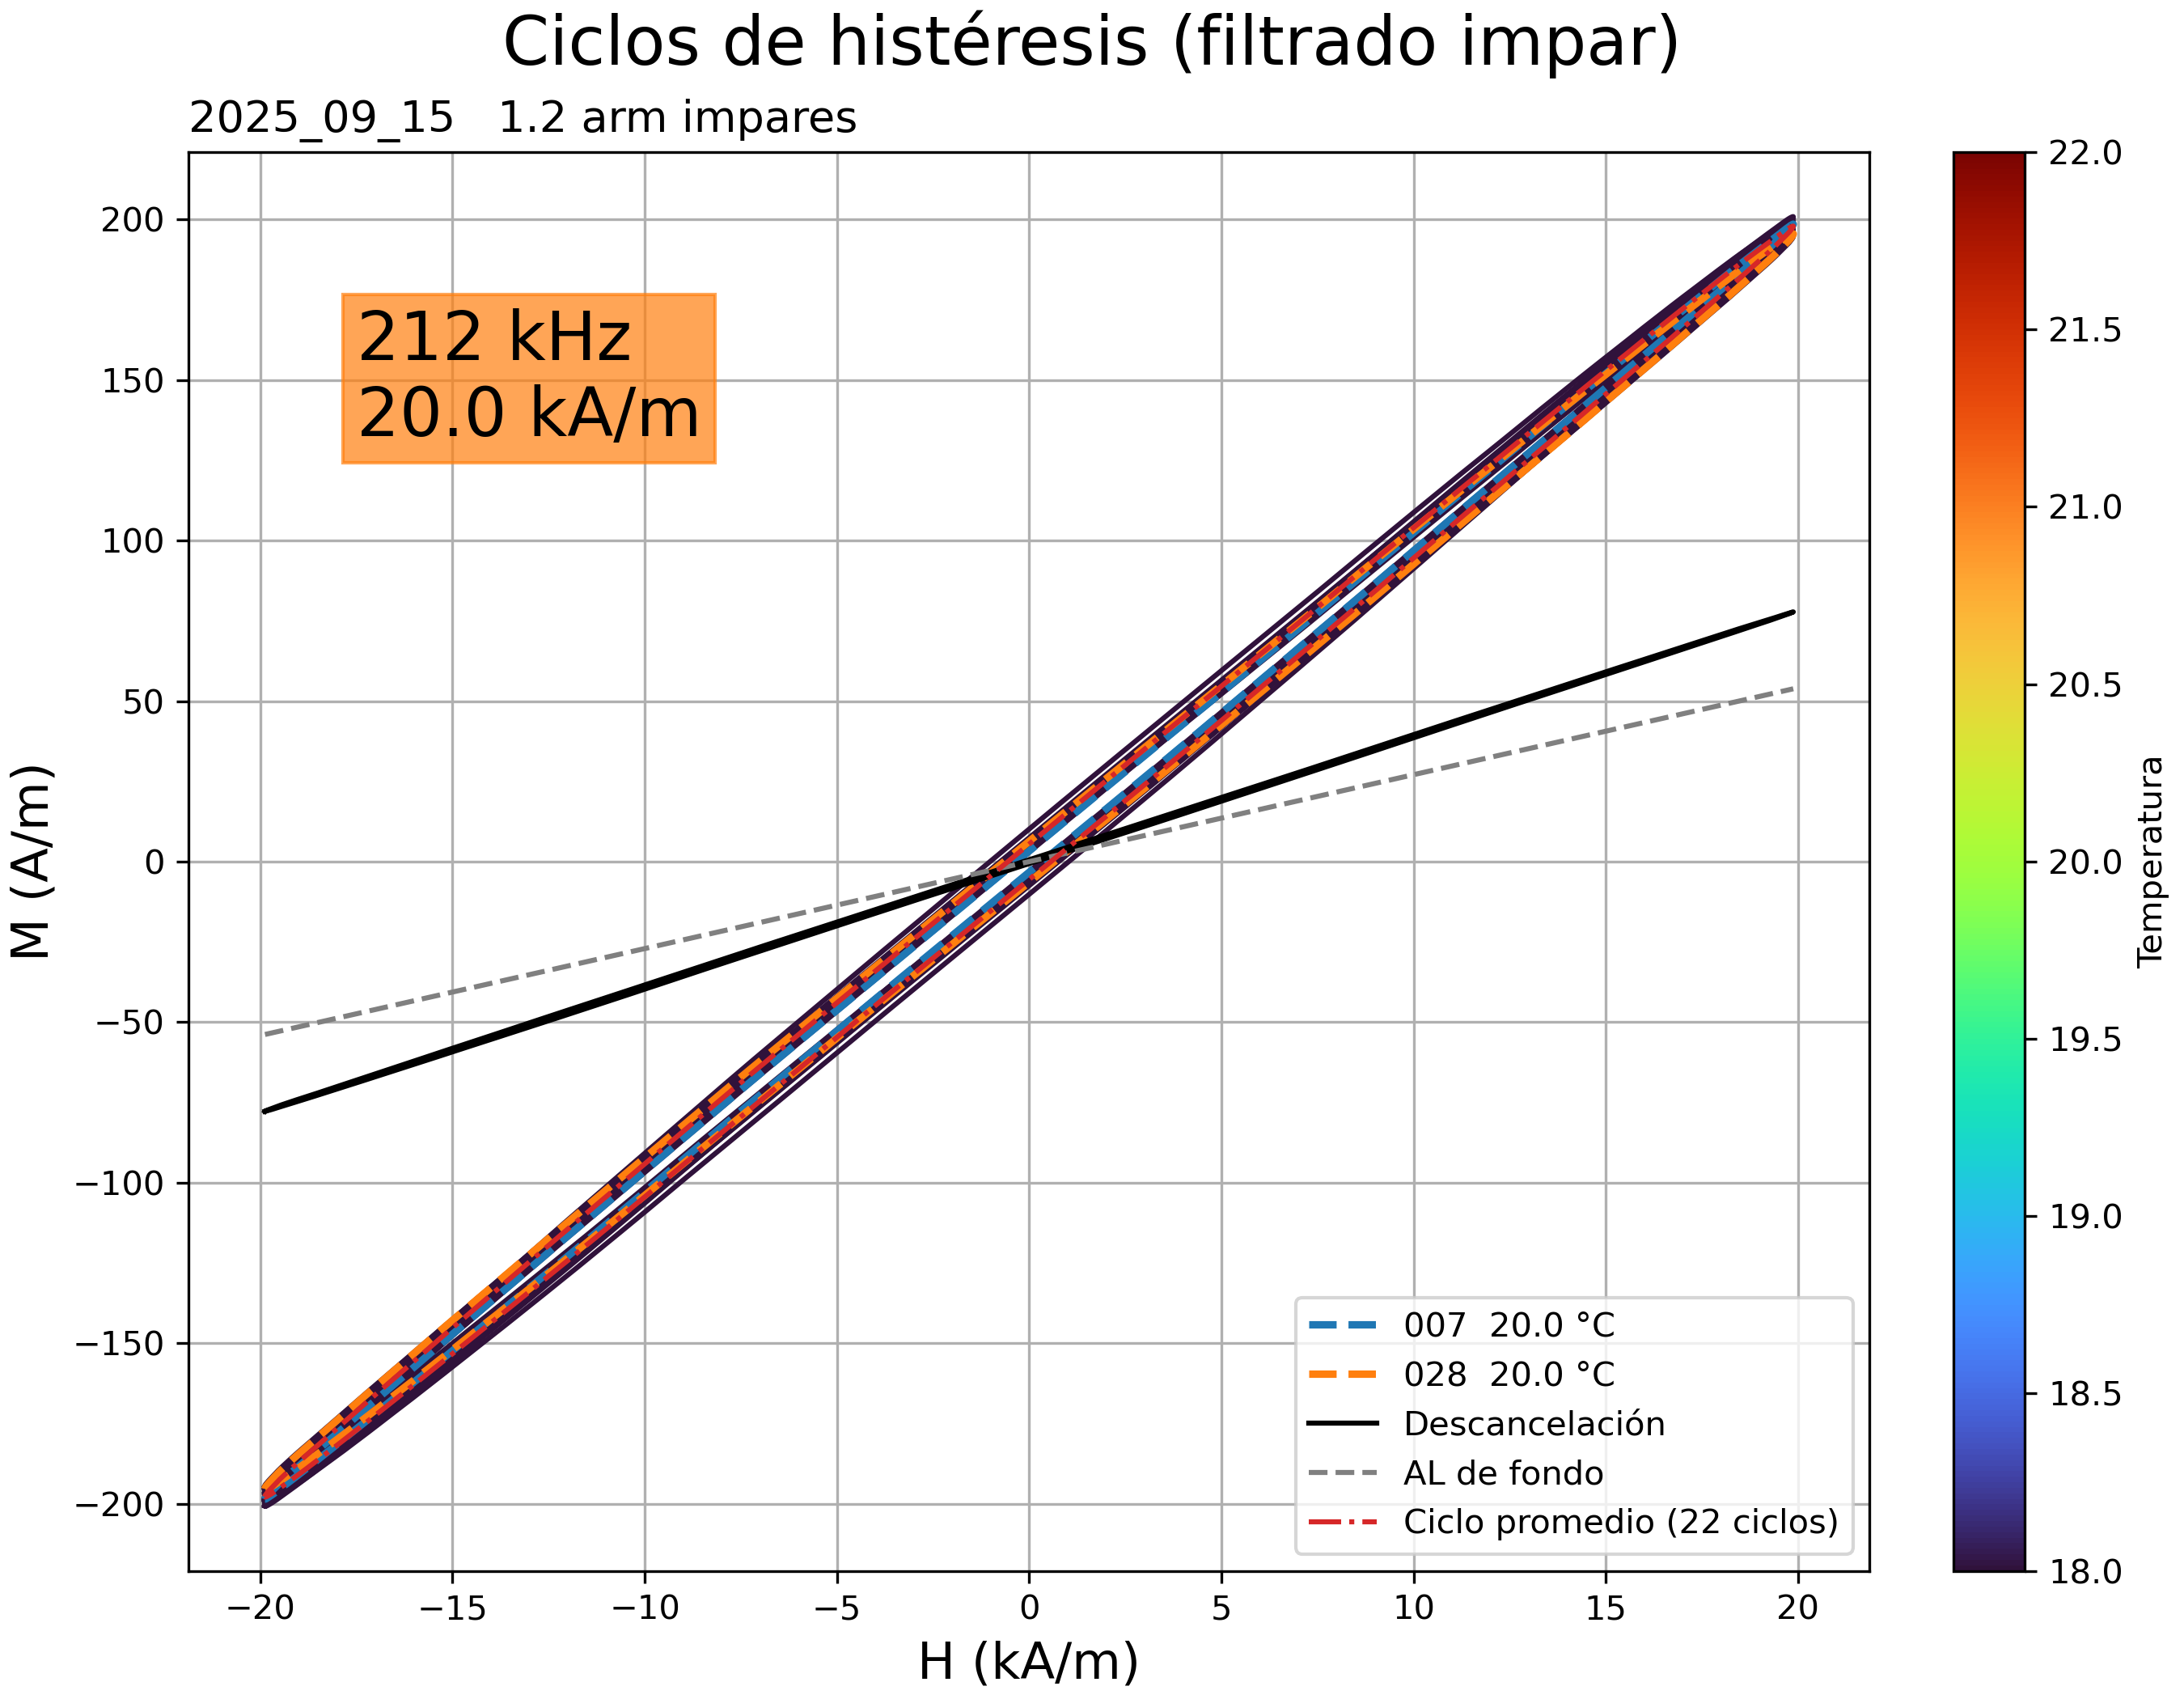 Ciclos de histéresis (filtrado impar)
2025_09_15   1.2 arm impares
212 kHz
20.0 kA/m
M (A/m)
200
150
100
50
0
−50
−100
−150
−200
−20
−15
−10
−5
0
5
10
15
20
H (kA/m)
007  20.0 °C
028  20.0 °C
Descancelación
AL de fondo
Ciclo promedio (22 ciclos)
22.0
21.5
21.0
20.5
20.0
19.5
19.0
18.5
18.0
Temperatura